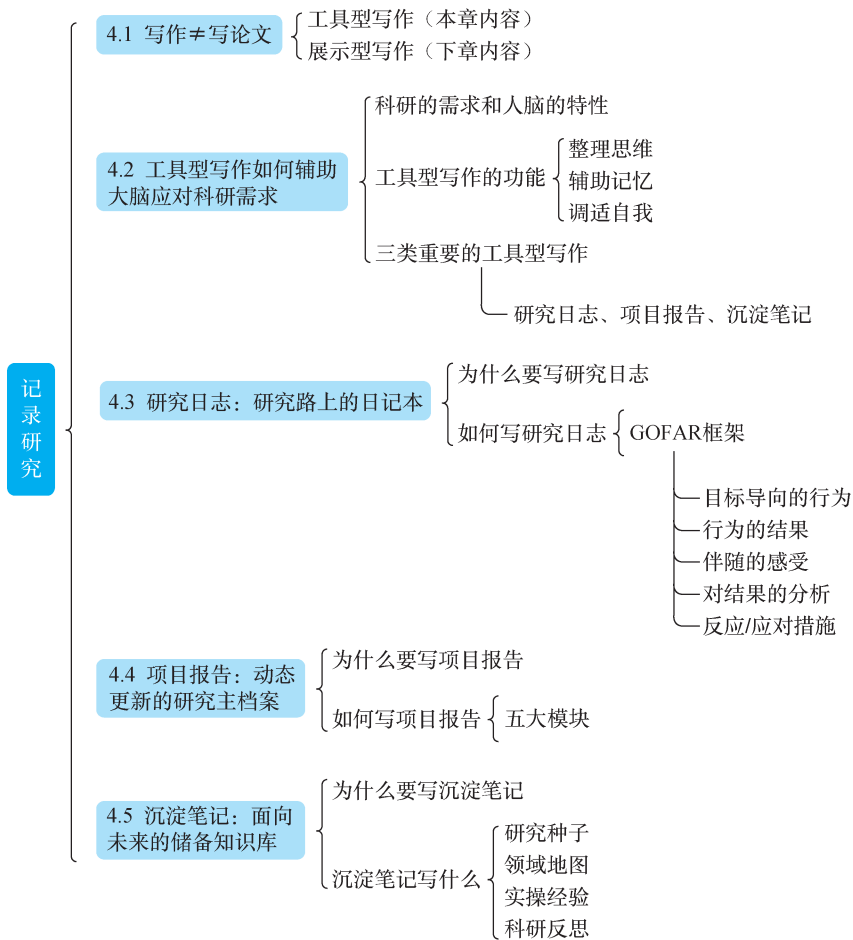 记录研究
4.1 写作≠写论文
工具型写作（本章内容）
展示型写作（下章内容）
4.2 工具型写作如何辅助
大脑应对科研需求
科研的需求和人脑的特性
工具型写作的功能
整理思维
辅助记忆
调适自我
三类重要的工具型写作
研究日志、项目报告、沉淀笔记
4.3 研究日志：研究路上的日记本
为什么要写研究日志
如何写研究日志
GOFAR框架
目标导向的行为
行为的结果
伴随的感受
对结果的分析
反应/应对措施
4.4 项目报告：动态
更新的研究主档案
为什么要写项目报告
如何写项目报告
五大模块
4.5 沉淀笔记：面向
未来的储备知识库
为什么要写沉淀笔记
沉淀笔记写什么
研究种子
领域地图
实操经验
科研反思